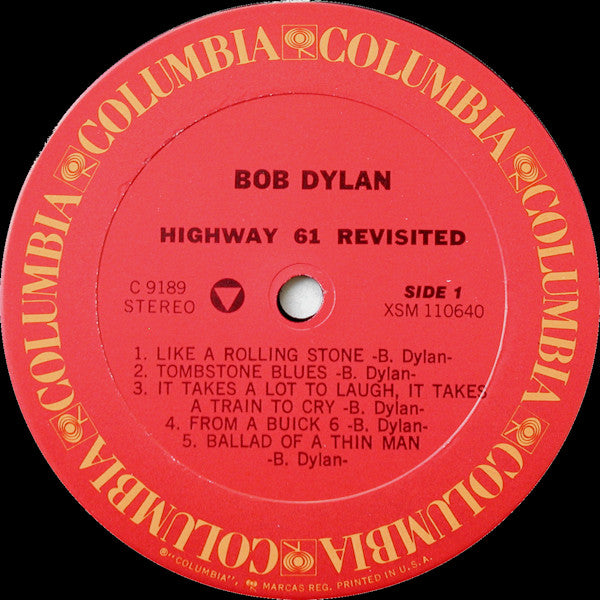 COLUMBIA COLUMBIA COLUMBIA COLUMBIA COLUMBIA COLUMBIA
BOB DYLAN
HIGHWAY 61 REVISITED
C 9189 SIDE 1
STEREO XSM 110640
1. LIKE A ROLLING STONE -B. Dylan-
2. TOMBSTONE BLUES -B. Dylan-
3. IT TAKES A LOT TO LAUGH, IT TAKES
A TRAIN TO CRY -B. Dylan-
4. FROM A BUICK 6 -B. Dylan-
5. BALLAD OF A THIN MAN
-B. Dylan-
®"COLUMBIA", MARCAS REG. PRINTED IN U.S.A.